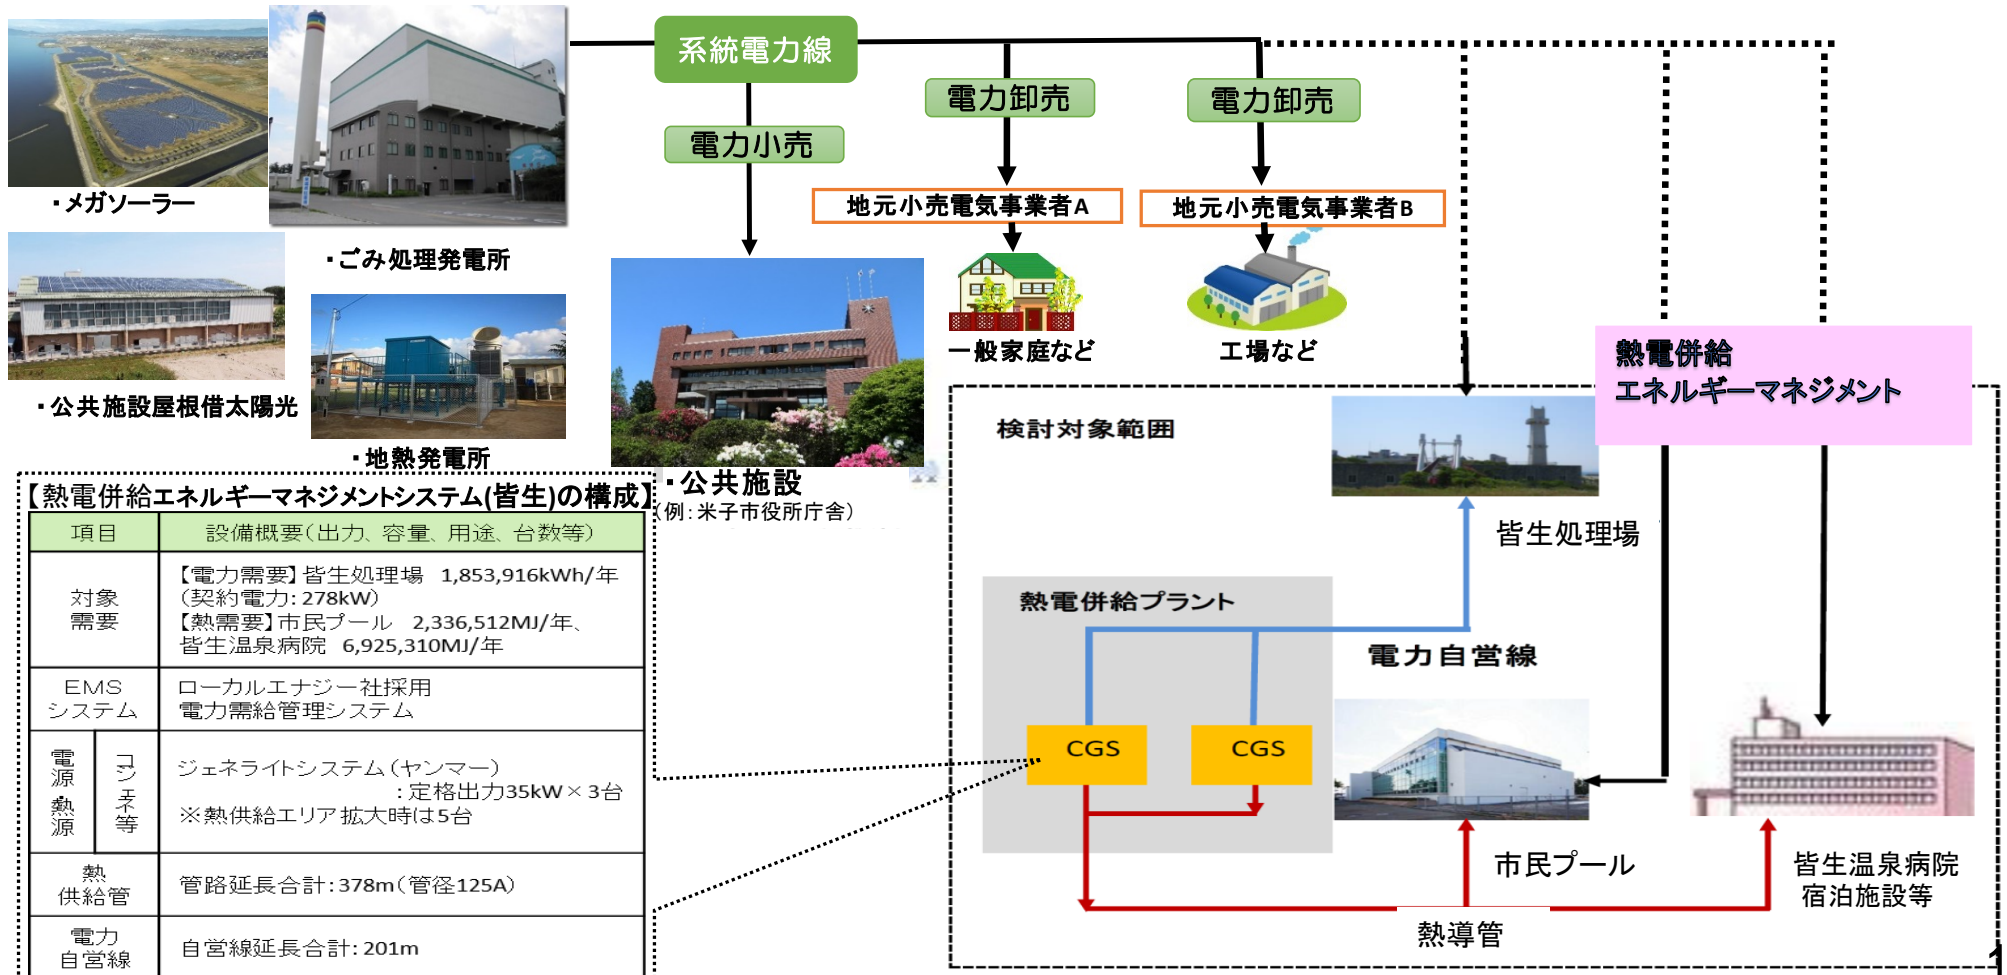 系統電力線
電力小売
電力卸売
電力卸売
地元小売電気事業者A
地元小売電気事業者B
・メガソーラー
・ごみ処理発電所
・公共施設屋根借太陽光
・地熱発電所
・公共施設
(例:米子市役所庁舎)
一般家庭など
工場など
熱電併給
エネルギーマネジメント
検討対象範囲
皆生処理場
熱電併給プラント
電力自営線
CGS
CGS
市民プール
皆生温泉病院
宿泊施設等
熱導管
【熱電併給エネルギーマネジメントシステム(皆生)の構成】
項目
設備概要(出力、容量、用途、台数等)
対象
需要
【電力需要】皆生処理場 1,853,916kWh/年
(契約電力:278kW)
【熱需要】市民プール 2,336,512MJ/年、
皆生温泉病院 6,925,310MJ/年
EMS
システム
ローカルエナジー社採用
電力需給管理システム
電源・熱源
コジェネ等
ジェネライトシステム(ヤンマー)
:定格出力35kW×3台
※熱供給エリア拡大時は5台
熱
供給管
管路延長合計:378m(管径125A)
電力
自営線
自営線延長合計:201m
1